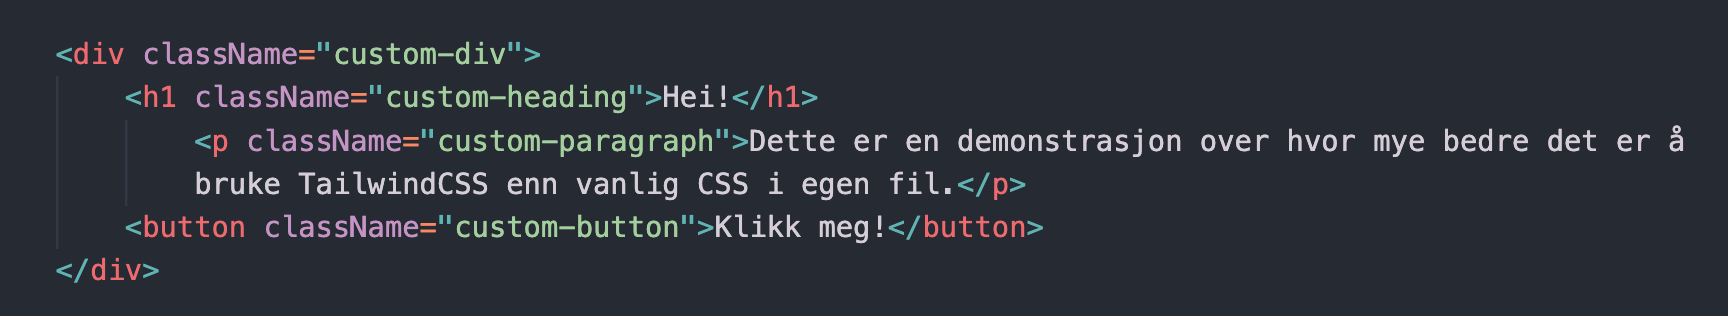 <div className="custom-div">
<h1 className="custom-heading">Hei!</h1>
<p className="custom-paragraph">Dette er en demonstrasjon over hvor mye bedre det er å
bruke TailwindCSS enn vanlig CSS i egen fil.</p>
<button className="custom-button">Klikk meg!</button>
</div>